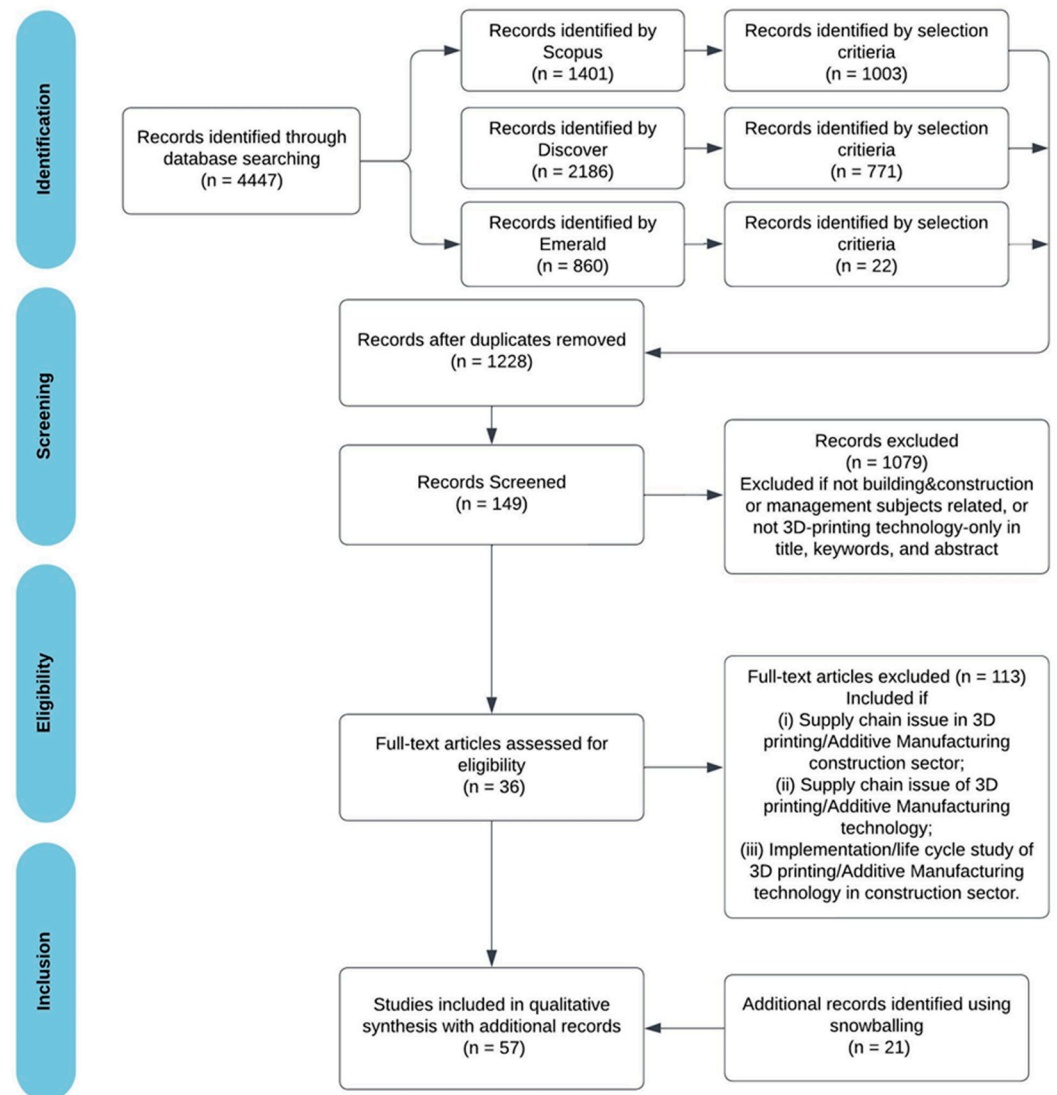 Identification
Records identified through
database searching
(n = 4447)
Records identified by
Scopus
(n = 1401)
Records identified by selection
critieria
(n = 1003)
Records identified by
Discover
(n = 2186)
Records identified by selection
critieria
(n = 771)
Records identified by
Emerald
(n = 860)
Records identified by selection
critieria
(n = 22)
Screening
Records after duplicates removed
(n = 1228)
Records Screened
(n = 149)
Records excluded
(n = 1079)
Excluded if not building&construction
or management subjects related, or
not 3D-printing technology-only in
title, keywords, and abstract
Eligibility
Full-text articles assessed for
eligibility
(n = 36)
Full-text articles excluded (n = 113)
Included if
(i) Supply chain issue in 3D
printing/Additive Manufacturing
construction sector;
(ii) Supply chain issue of 3D
printing/Additive Manufacturing
technology;
(iii) Implementation/life cycle study of
3D printing/Additive Manufacturing
technology in construction sector.
Inclusion
Studies included in qualitative
synthesis with additional records
(n = 57)
Additional records identified using
snowballing
(n = 21)